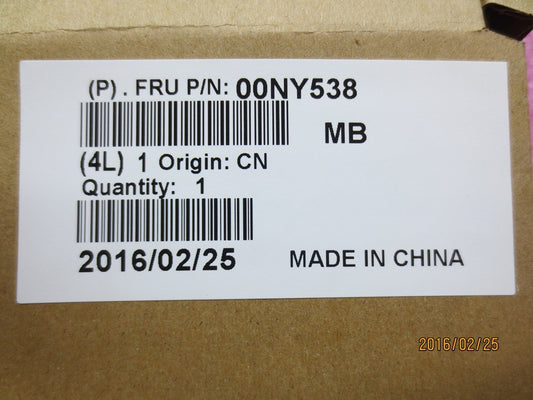 (P) . FRU P/N: 00NY538
MB
(4L) 1 Origin: CN
Quantity: 1
2016/02/25 MADE IN CHINA
2016/02/25